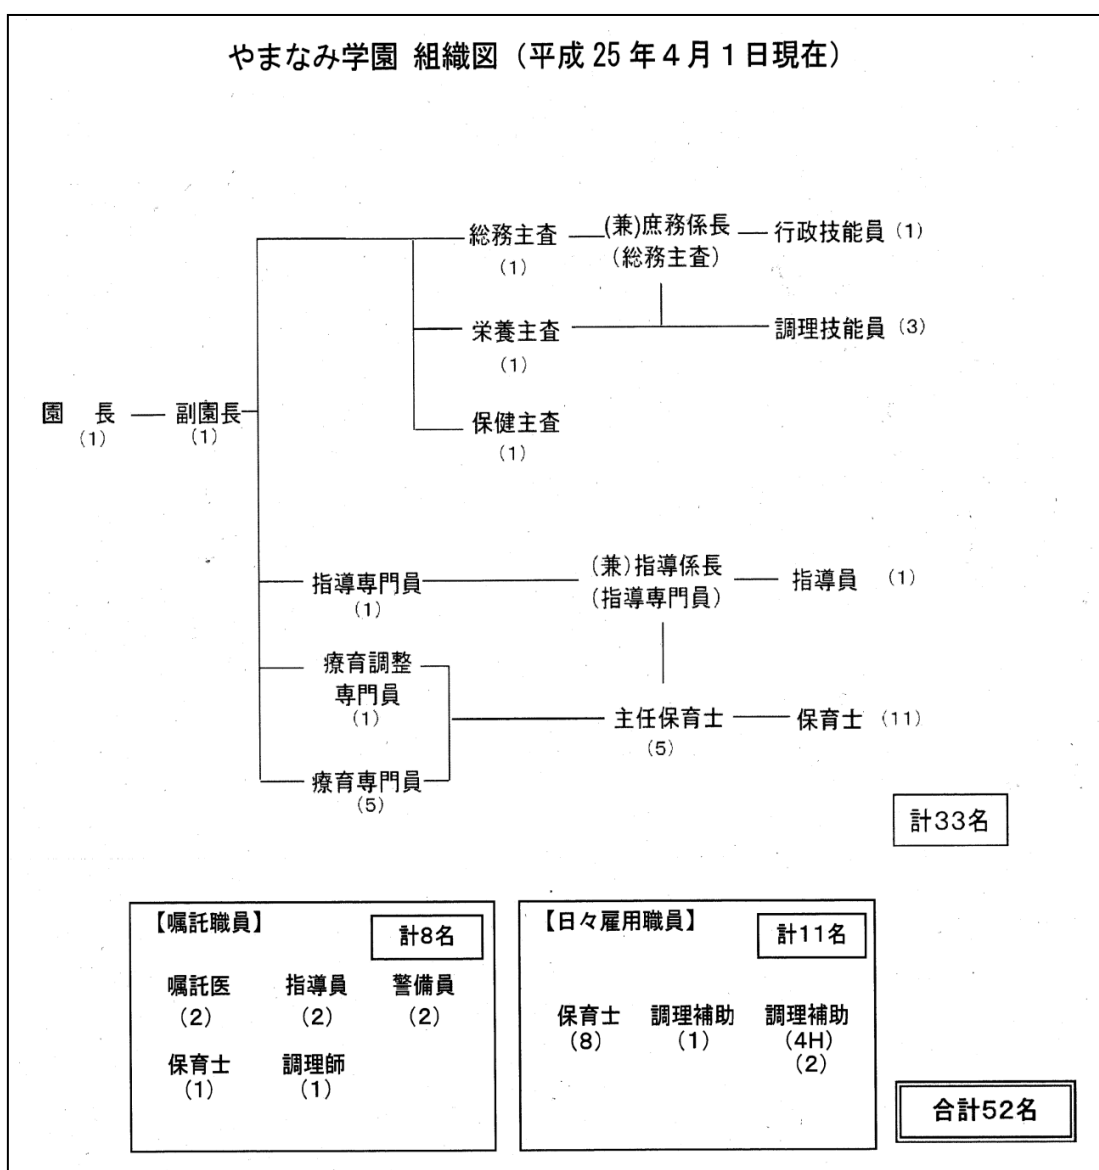 やまなみ学園 組織図（平成25年４月１日現在）
総務主査
(1)
(兼)庶務係長
(総務主査)
行政技能員(1)
栄養主査
(1)
調理技能員(3)
園　長
(1)
副園長
(1)
保健主査
(1)
指導専門員
(1)
(兼)指導係長
(指導専門員)
指導員 (1)
療育調整
専門員
(1)
主任保育士
(5)
保育士 (11)
療育専門員
(5)
計33名
【嘱託職員】
計8名
嘱託医
(2)
指導員
(2)
警備員
(2)
保育士
(1)
調理師
(1)
【日々雇用職員】
計11名
保育士
(8)
調理補助
(1)
調理補助
(4H)
(2)
合計52名